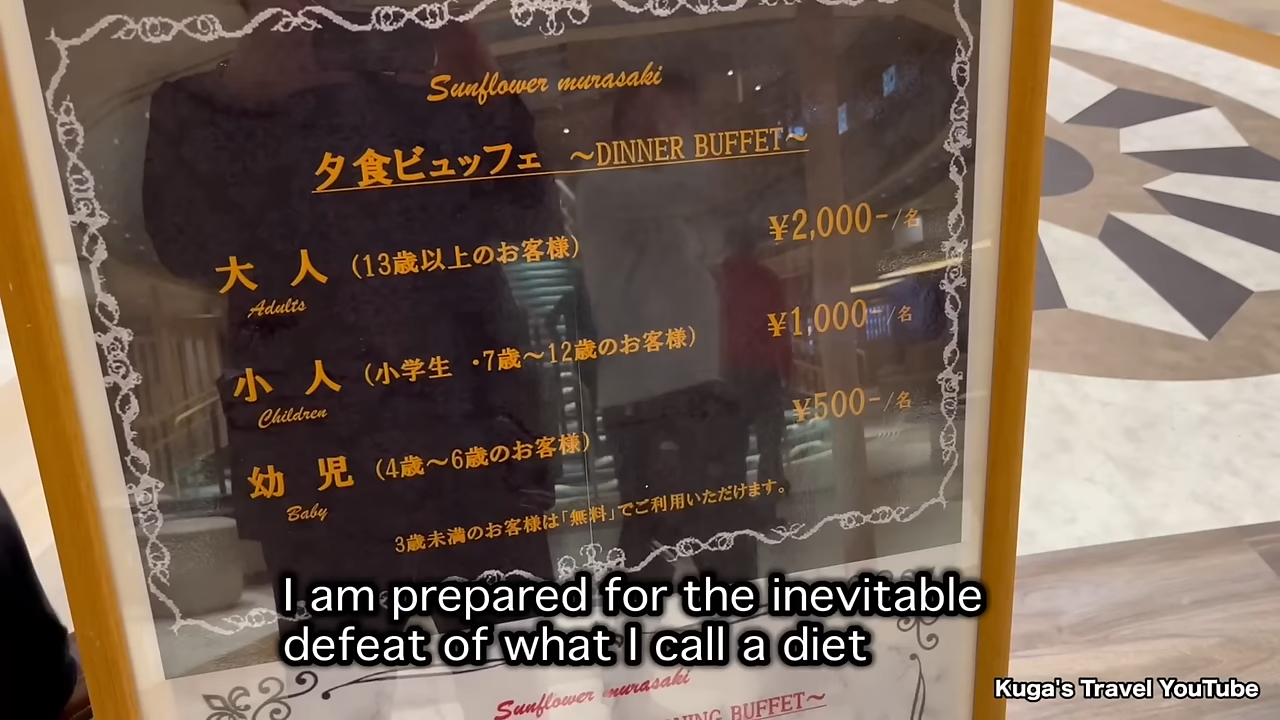 Sunflower murasaki
夕食ビュッフェ ～DINNER BUFFET～
大 人 (13歳以上のお客様) ¥2,000-/名
Adults
小 人 (小学生 ・7歳～12歳のお客様) ¥1,000-/名
Children
幼 児 (4歳～6歳のお客様) ¥500-/名
Baby
3歳未満のお客様は「無料」でご利用いただけます。
I am prepared for the inevitable
defeat of what I call a diet
Sunflower murasaki
BUFFET～
Kuga's Travel YouTube